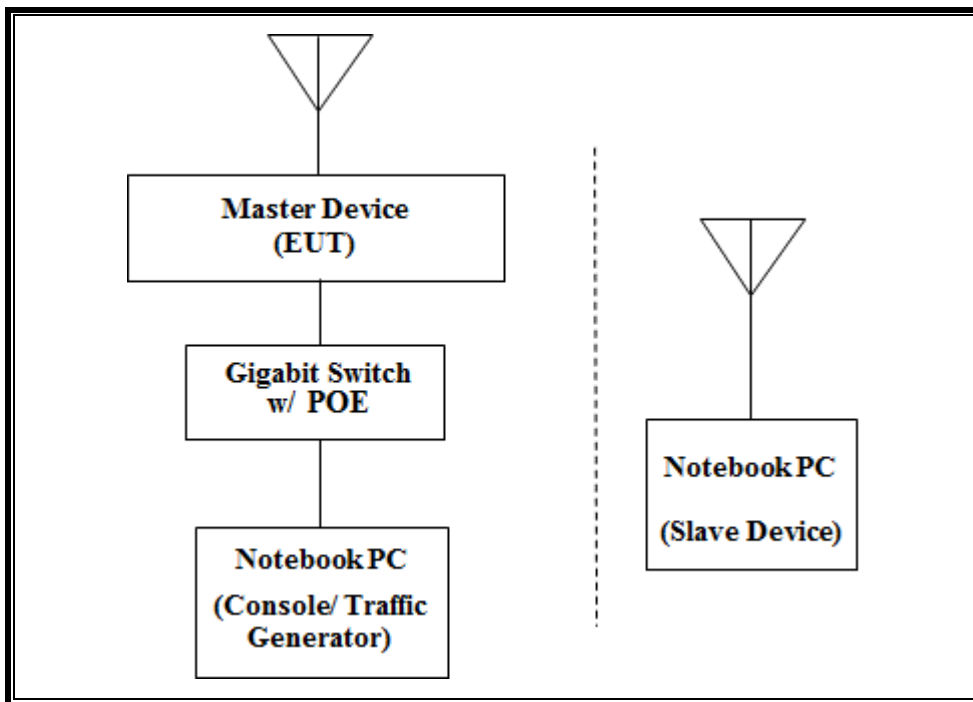 Master Device
(EUT)
Gigabit Switch
w/ POE
Notebook PC
(Console/ Traffic
Generator)
Notebook PC
(Slave Device)